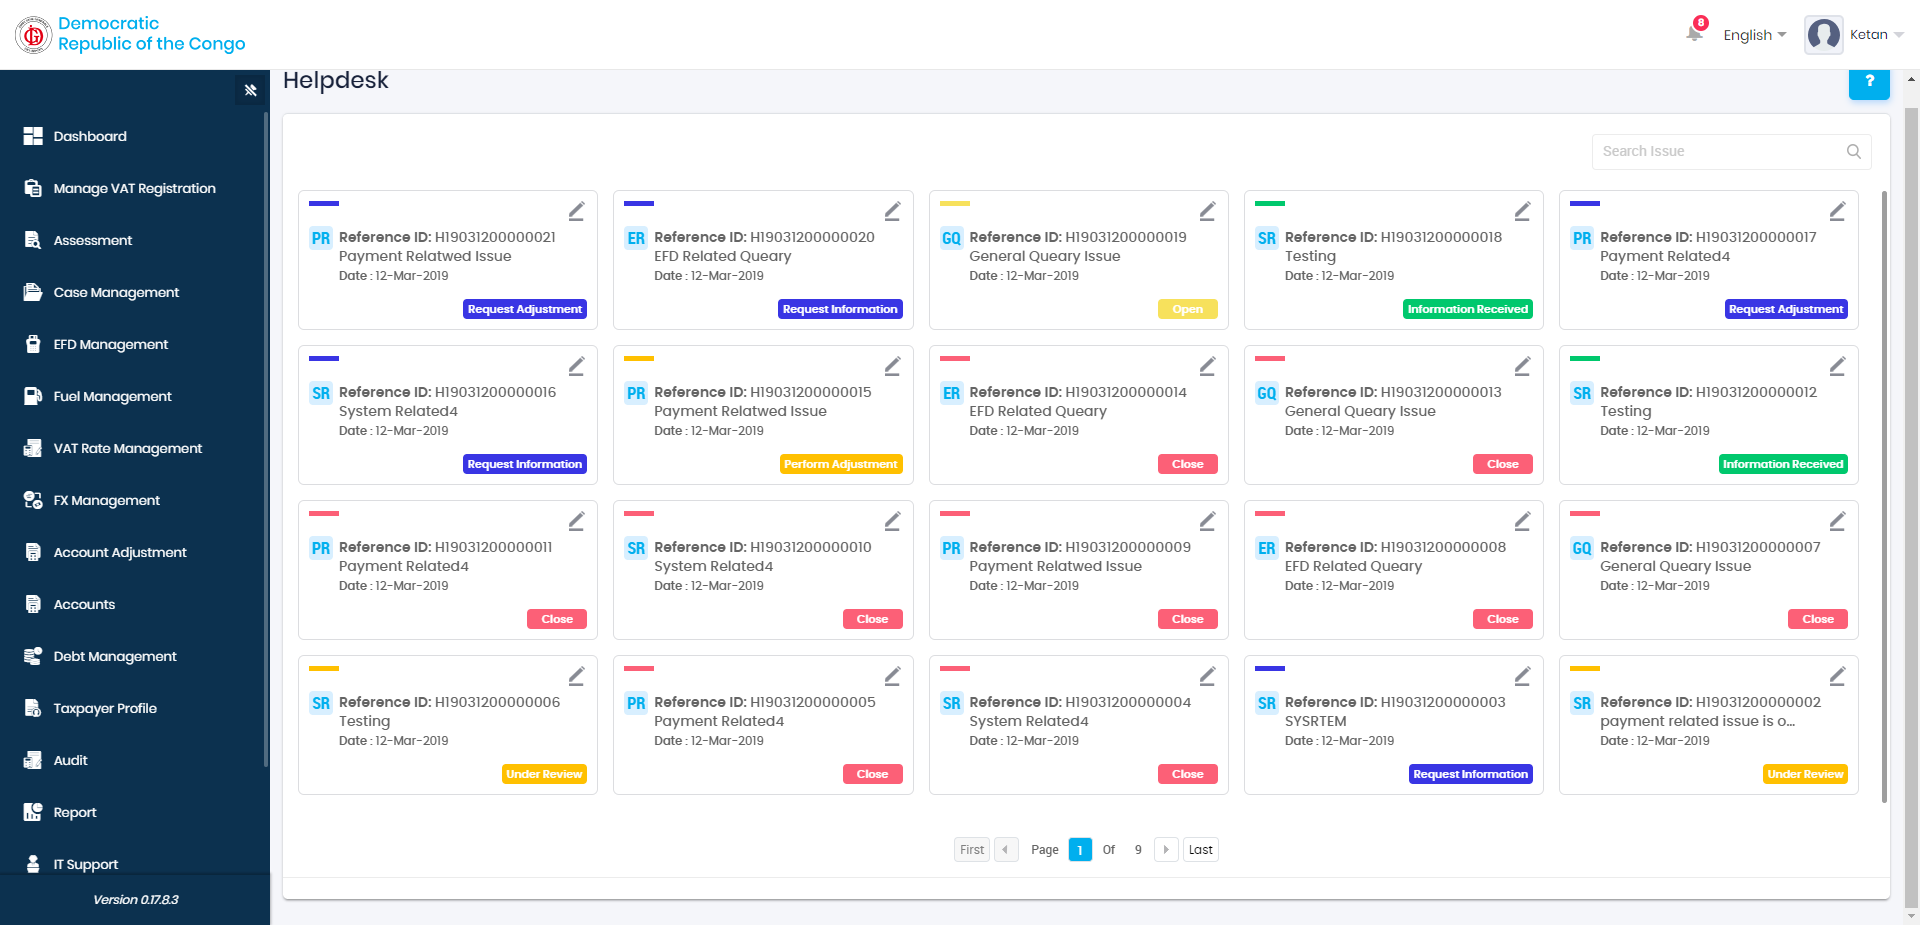 Democratic
Republic of the Congo
8
English
Ketan
Helpdesk
?
Dashboard
Manage VAT Registration
Assessment
Case Management
EFD Management
Fuel Management
VAT Rate Management
FX Management
Account Adjustment
Accounts
Debt Management
Taxpayer Profile
Audit
Report
IT Support
Version 0.17.8.3
Search Issue
PR Reference ID: H19031200000021
Payment Relatwed Issue
Date : 12-Mar-2019
Request Adjustment
ER Reference ID: H19031200000020
EFD Related Queary
Date : 12-Mar-2019
Request Information
GQ Reference ID: H19031200000019
General Queary Issue
Date : 12-Mar-2019
Open
SR Reference ID: H19031200000018
Testing
Date : 12-Mar-2019
Information Received
PR Reference ID: H19031200000017
Payment Related4
Date : 12-Mar-2019
Request Adjustment
SR Reference ID: H19031200000016
System Related4
Date : 12-Mar-2019
Request Information
PR Reference ID: H19031200000015
Payment Relatwed Issue
Date : 12-Mar-2019
Perform Adjustment
ER Reference ID: H19031200000014
EFD Related Queary
Date : 12-Mar-2019
Close
GQ Reference ID: H19031200000013
General Queary Issue
Date : 12-Mar-2019
Close
SR Reference ID: H19031200000012
Testing
Date : 12-Mar-2019
Information Received
PR Reference ID: H19031200000011
Payment Related4
Date : 12-Mar-2019
Close
SR Reference ID: H19031200000010
System Related4
Date : 12-Mar-2019
Close
PR Reference ID: H19031200000009
Payment Relatwed Issue
Date : 12-Mar-2019
Close
ER Reference ID: H19031200000008
EFD Related Queary
Date : 12-Mar-2019
Close
GQ Reference ID: H19031200000007
General Queary Issue
Date : 12-Mar-2019
Close
SR Reference ID: H19031200000006
Testing
Date : 12-Mar-2019
Under Review
PR Reference ID: H19031200000005
Payment Related4
Date : 12-Mar-2019
Close
SR Reference ID: H19031200000004
System Related4
Date : 12-Mar-2019
Close
SR Reference ID: H19031200000003
SYSRTEM
Date : 12-Mar-2019
Request Information
SR Reference ID: H19031200000002
payment related issue is o...
Date : 12-Mar-2019
Under Review
First Page 1 Of 9 Last